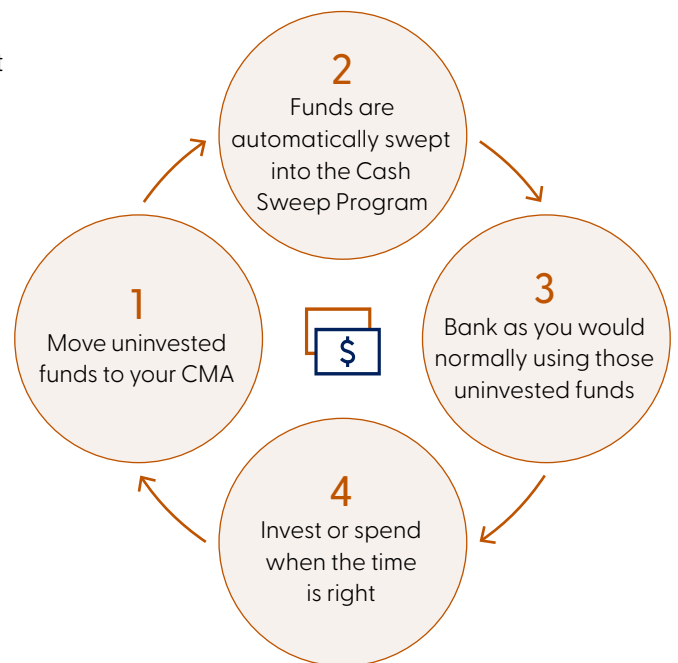 t
2
Funds are
automatically swept
into the Cash
Sweep Program
1
Move uninvested
funds to your CMA
$
3
Bank as you would
normally using those
uninvested funds
4
Invest or spend
when the time
is right